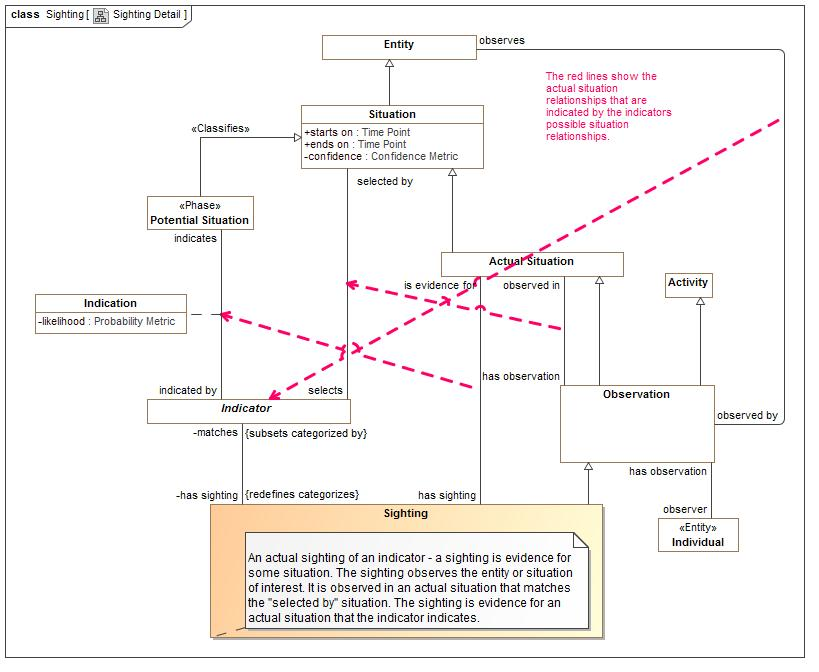 class Sighting [ Sighting Detail ]
Entity
observes
The red lines show the
actual situation
relationships that are
indicated by the indicators
possible situation
relationships.
Situation
+starts on : Time Point
+ends on : Time Point
-confidence : Confidence Metric
«Classifies»
selected by
«Phase»
Potential Situation
indicates
Actual Situation
is evidence for
observed in
Activity
Indication
-likelihood : Probability Metric
has observation
indicated by
selects
Indicator
Observation
observed by
-matches
{subsets categorized by}
has observation
-has sighting
{redefines categorizes}
has sighting
observer
Sighting
«Entity»
Individual
An actual sighting of an indicator - a sighting is evidence for
some situation. The sighting observes the entity or situation
of interest. It is observed in an actual situation that matches
the "selected by" situation. The sighting is evidence for an
actual situation that the indicator indicates.